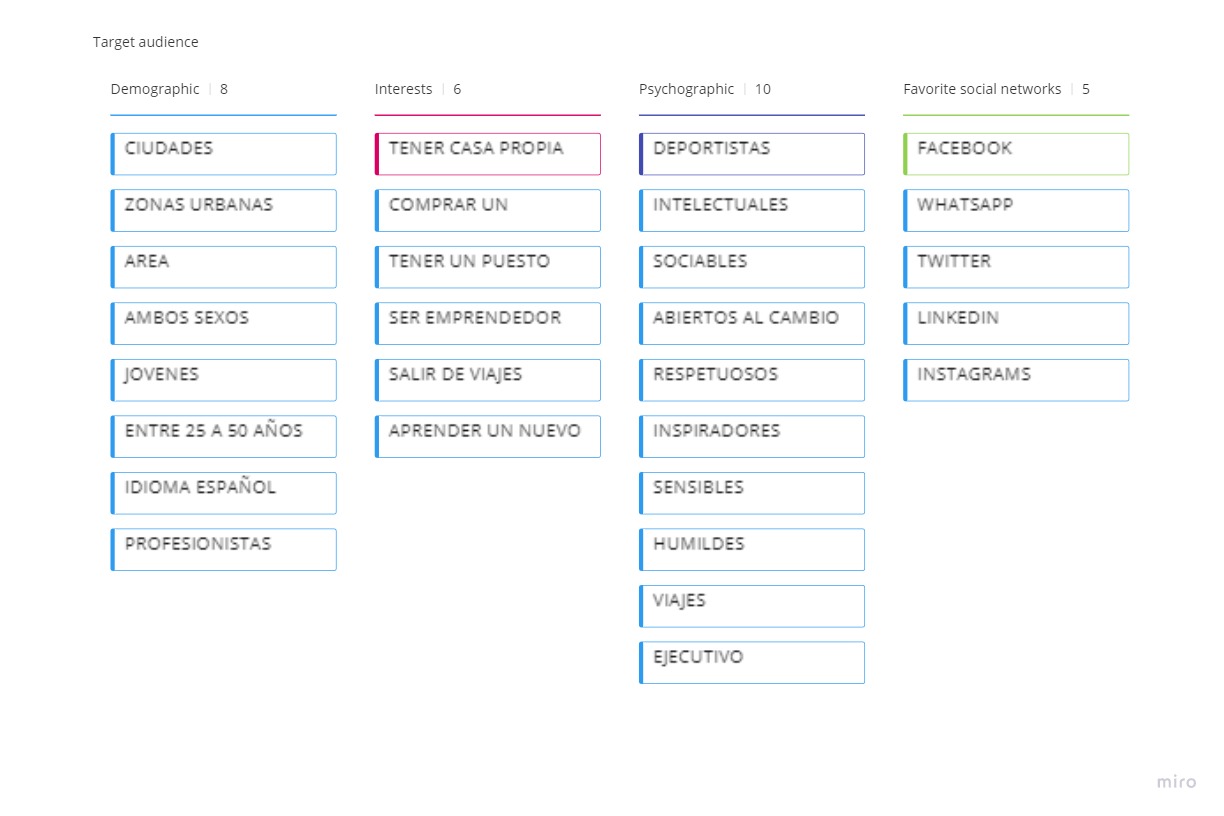 Target audience
Demographic | 8
CIUDADES
ZONAS URBANAS
AREA
AMBOS SEXOS
JOVENES
ENTRE 25 A 50 AÑOS
IDIOMA ESPAÑOL
PROFESIONISTAS
Interests | 6
TENER CASA PROPIA
COMPRAR UN
TENER UN PUESTO
SER EMPRENDEDOR
SALIR DE VIAJES
APRENDER UN NUEVO
Psychographic | 10
DEPORTISTAS
INTELECTUALES
SOCIABLES
ABIERTOS AL CAMBIO
RESPETUOSOS
INSPIRADORES
SENSIBLES
HUMILDES
VIAJES
EJECUTIVO
Favorite social networks | 5
FACEBOOK
WHATSAPP
TWITTER
LINKEDIN
INSTAGRAMS
miro